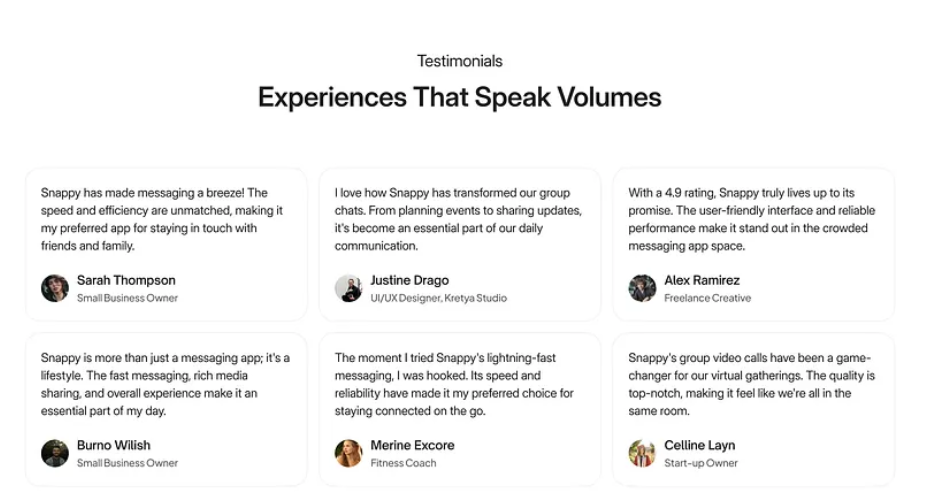 Testimonials
Experiences That Speak Volumes
Snappy has made messaging a breeze! The
speed and efficiency are unmatched, making it
my preferred app for staying in touch with
friends and family.
Sarah Thompson
Small Business Owner
I love how Snappy has transformed our group
chats. From planning events to sharing updates,
it's become an essential part of our daily
communication.
Justine Drago
UI/UX Designer, Kretya Studio
With a 4.9 rating, Snappy truly lives up to its
promise. The user-friendly interface and reliable
performance make it stand out in the crowded
messaging app space.
Alex Ramirez
Freelance Creative
Snappy is more than just a messaging app; it's a
lifestyle. The fast messaging, rich media
sharing, and overall experience make it an
essential part of my day.
Burno Wilish
Small Business Owner
The moment I tried Snappy's lightning-fast
messaging, I was hooked. Its speed and
reliability have made it my preferred choice for
staying connected on the go.
Merine Excore
Fitness Coach
Snappy's group video calls have been a game-
changer for our virtual gatherings. The quality is
top-notch, making it feel like we're all in the
same room.
Celline Layn
Start-up Owner